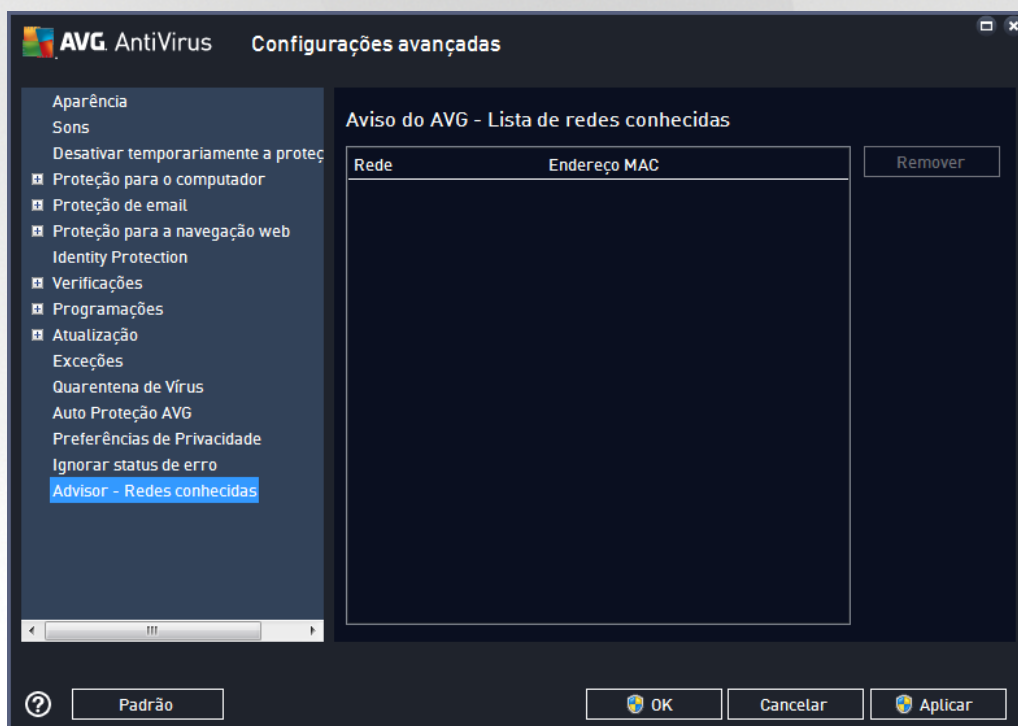 AVG. AntiVirus Configurações avançadas
Aparência
Sons
Desativar temporariamente a proteç
Proteção para o computador
Proteção de email
Proteção para a navegação web
Identity Protection
Verificações
Programações
Atualização
Exceções
Quarentena de Vírus
Auto Proteção AVG
Preferências de Privacidade
Ignorar status de erro
Advisor - Redes conhecidas
Aviso do AVG - Lista de redes conhecidas
Rede Endereço MAC
Remover
Padrão OK Cancelar Aplicar